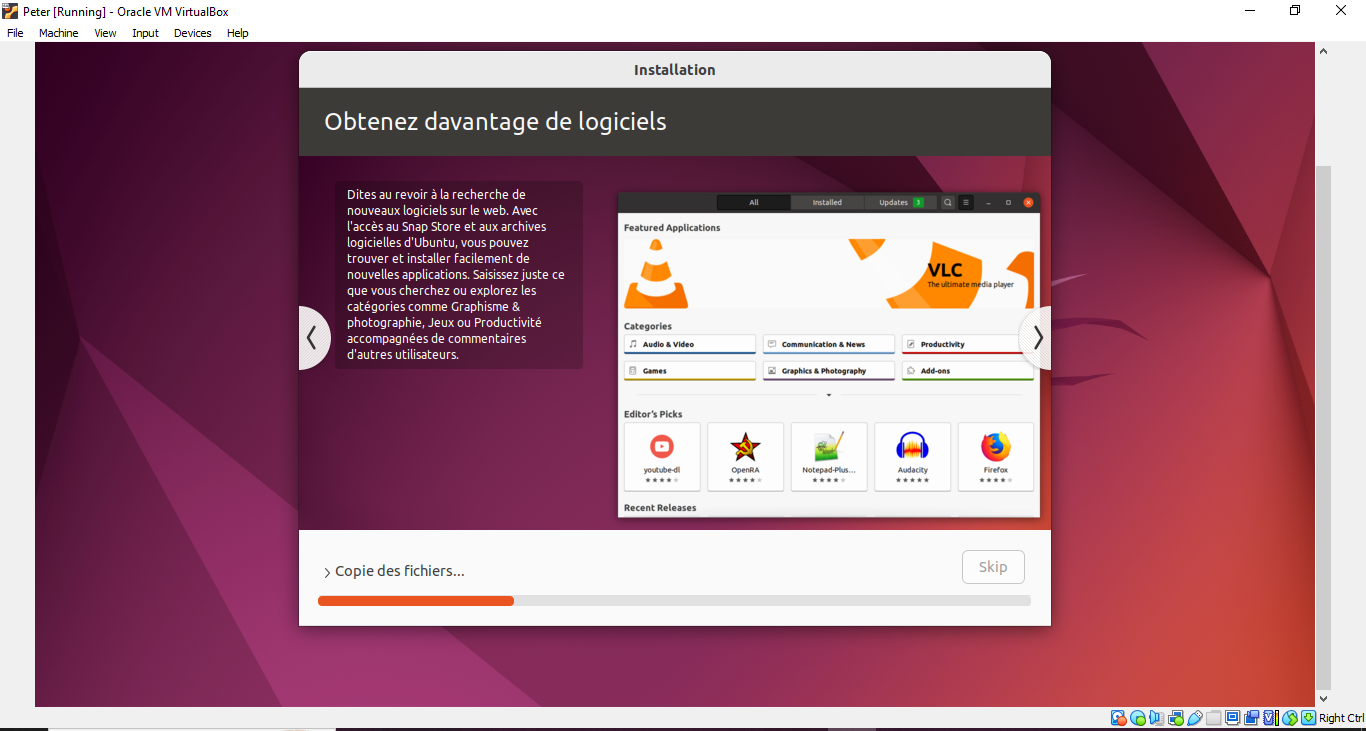 Peter [Running] - Oracle VM VirtualBox
File Machine View Input Devices Help
Installation
Obtenez davantage de logiciels
Dites au revoir à la recherche de
nouveaux logiciels sur le web. Avec
l'accès au Snap Store et aux archives
logicielles d'Ubuntu, vous pouvez
trouver et installer facilement de
nouvelles applications. Saisissez juste ce
que vous cherchez ou explorez les
catégories comme Graphisme &
photographie, Jeux ou Productivité
accompagnées de commentaires
d'autres utilisateurs.
All Installed Updates 3
Featured Applications
VLC
The ultimate media player
Categories
Audio & Video Communication & News Productivity
Games Graphics & Photography Add-ons
Editor's Picks
youtube-dl OpenRA Notepad-Plus... Audacity Firefox
Recent Releases
Copie des fichiers...
Skip
Right Ctrl